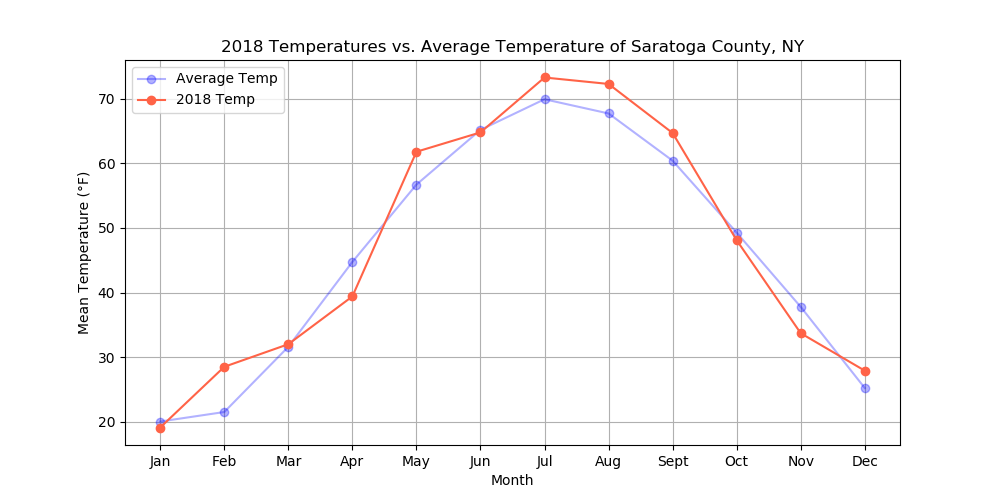 2018 Temperatures vs. Average Temperature of Saratoga County, NY
Average Temp
2018 Temp
Mean Temperature (°F)
70
60
50
40
30
20
Jan Feb Mar Apr May Jun Jul Aug Sept Oct Nov Dec
Month